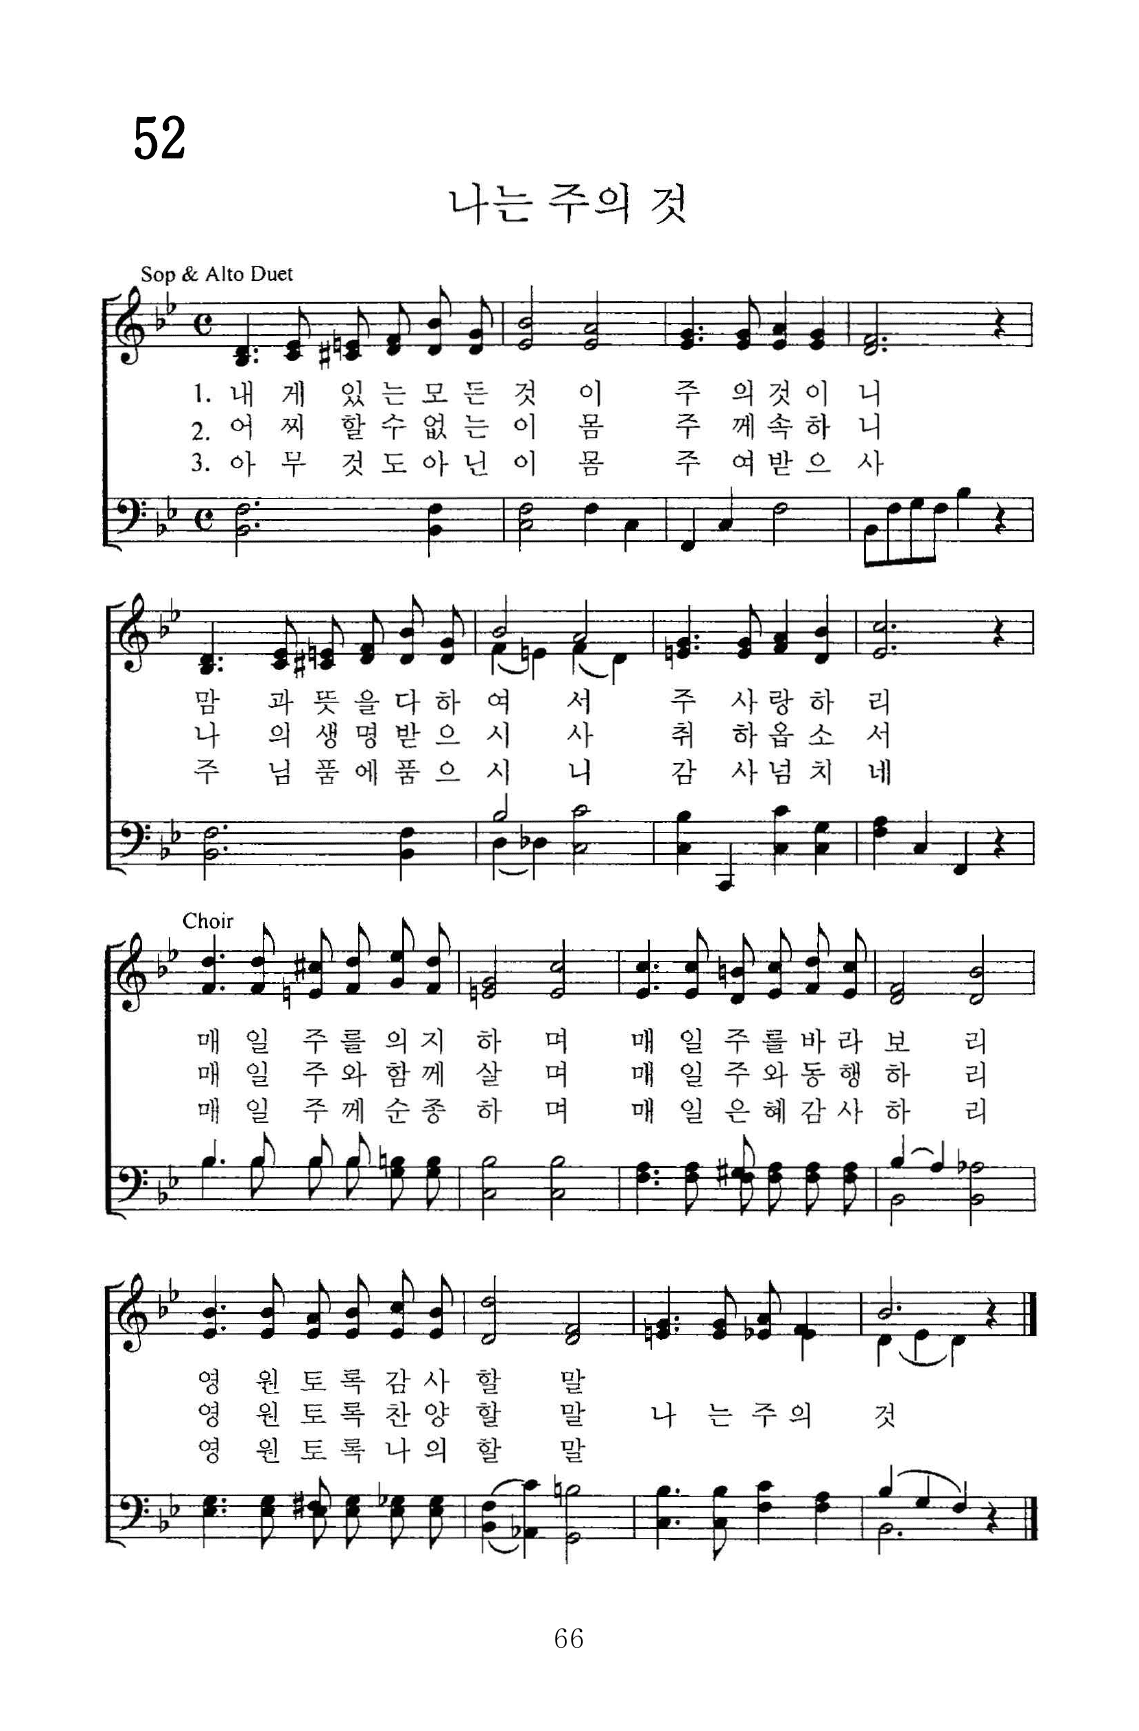 52
나는 주의 것
Sop & Alto Duet
1. 내 게 있 는 모 든 것 이 주 의 것 이 니
2. 어 찌 할 수 없 는 이 몸 주 께 속 하 니
3. 아 무 것 도 아 닌 이 몸 주 여 받 으 사
맘 과 뜻 을 다 하 여 서 주 사 랑 하 리
나 의 생 명 받 으 시 사 취 하 옵 소 서
주 님 품 에 품 으 시 니 감 사 넘 치 네
Choir
매 일 주 를 의 지 하 며 매 일 주 를 바 라 보 리
매 일 주 와 함 께 살 며 매 일 주 와 동 행 하 리
매 일 주 께 순 종 하 며 매 일 은 혜 감 사 하 리
영 원 토 록 감 사 할 말
영 원 토 록 찬 양 할 말 나 는 주 의 것
영 원 토 록 나 의 할 말
66